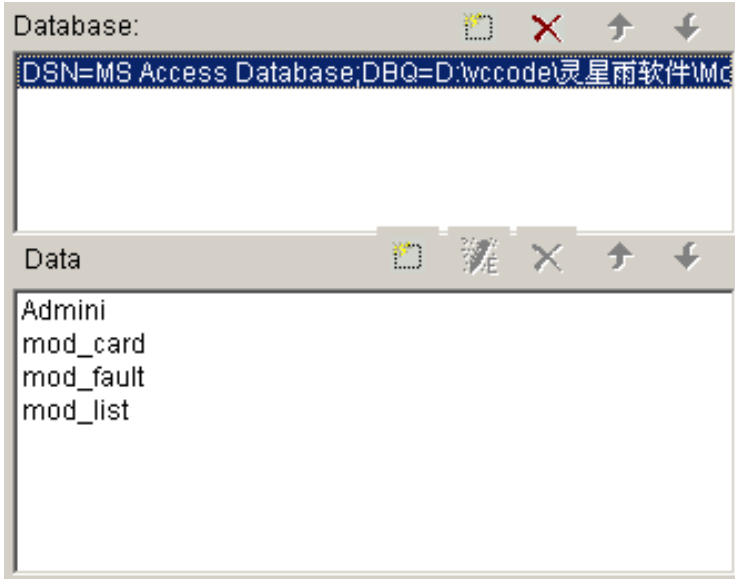 Database:
DSN=MS Access Database;DBQ=D:\vccode\灵星雨软件\Mc
Data
E
Admini
mod_card
mod_fault
mod_list